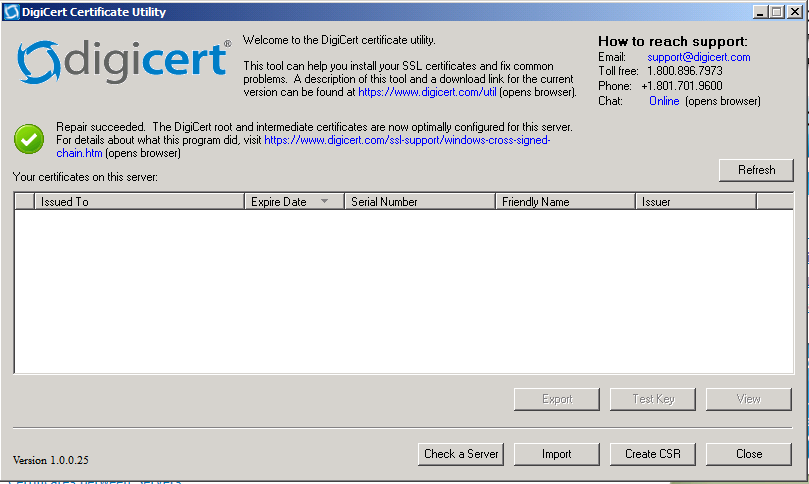 DigiCert Certificate Utility
digicert®
Welcome to the DigiCert certificate utility.
This tool can help you install your SSL certificates and fix common
problems. A description of this tool and a download link for the current
version can be found at https://www.digicert.com/util (opens browser).
How to reach support:
Email: support@digicert.com
Toll free: 1.800.896.7973
Phone: +1.801.701.9600
Chat: Online (opens browser)
Repair succeeded. The DigiCert root and intermediate certificates are now optimally configured for this server.
For details about what this program did, visit https://www.digicert.com/ssl-support/windows-cross-signed-
chain.htm (opens browser)
Refresh
Your certificates on this server:
Issued To Expire Date Serial Number Friendly Name Issuer
Export Test Key View
Check a Server Import Create CSR Close
Version 1.0.0.25